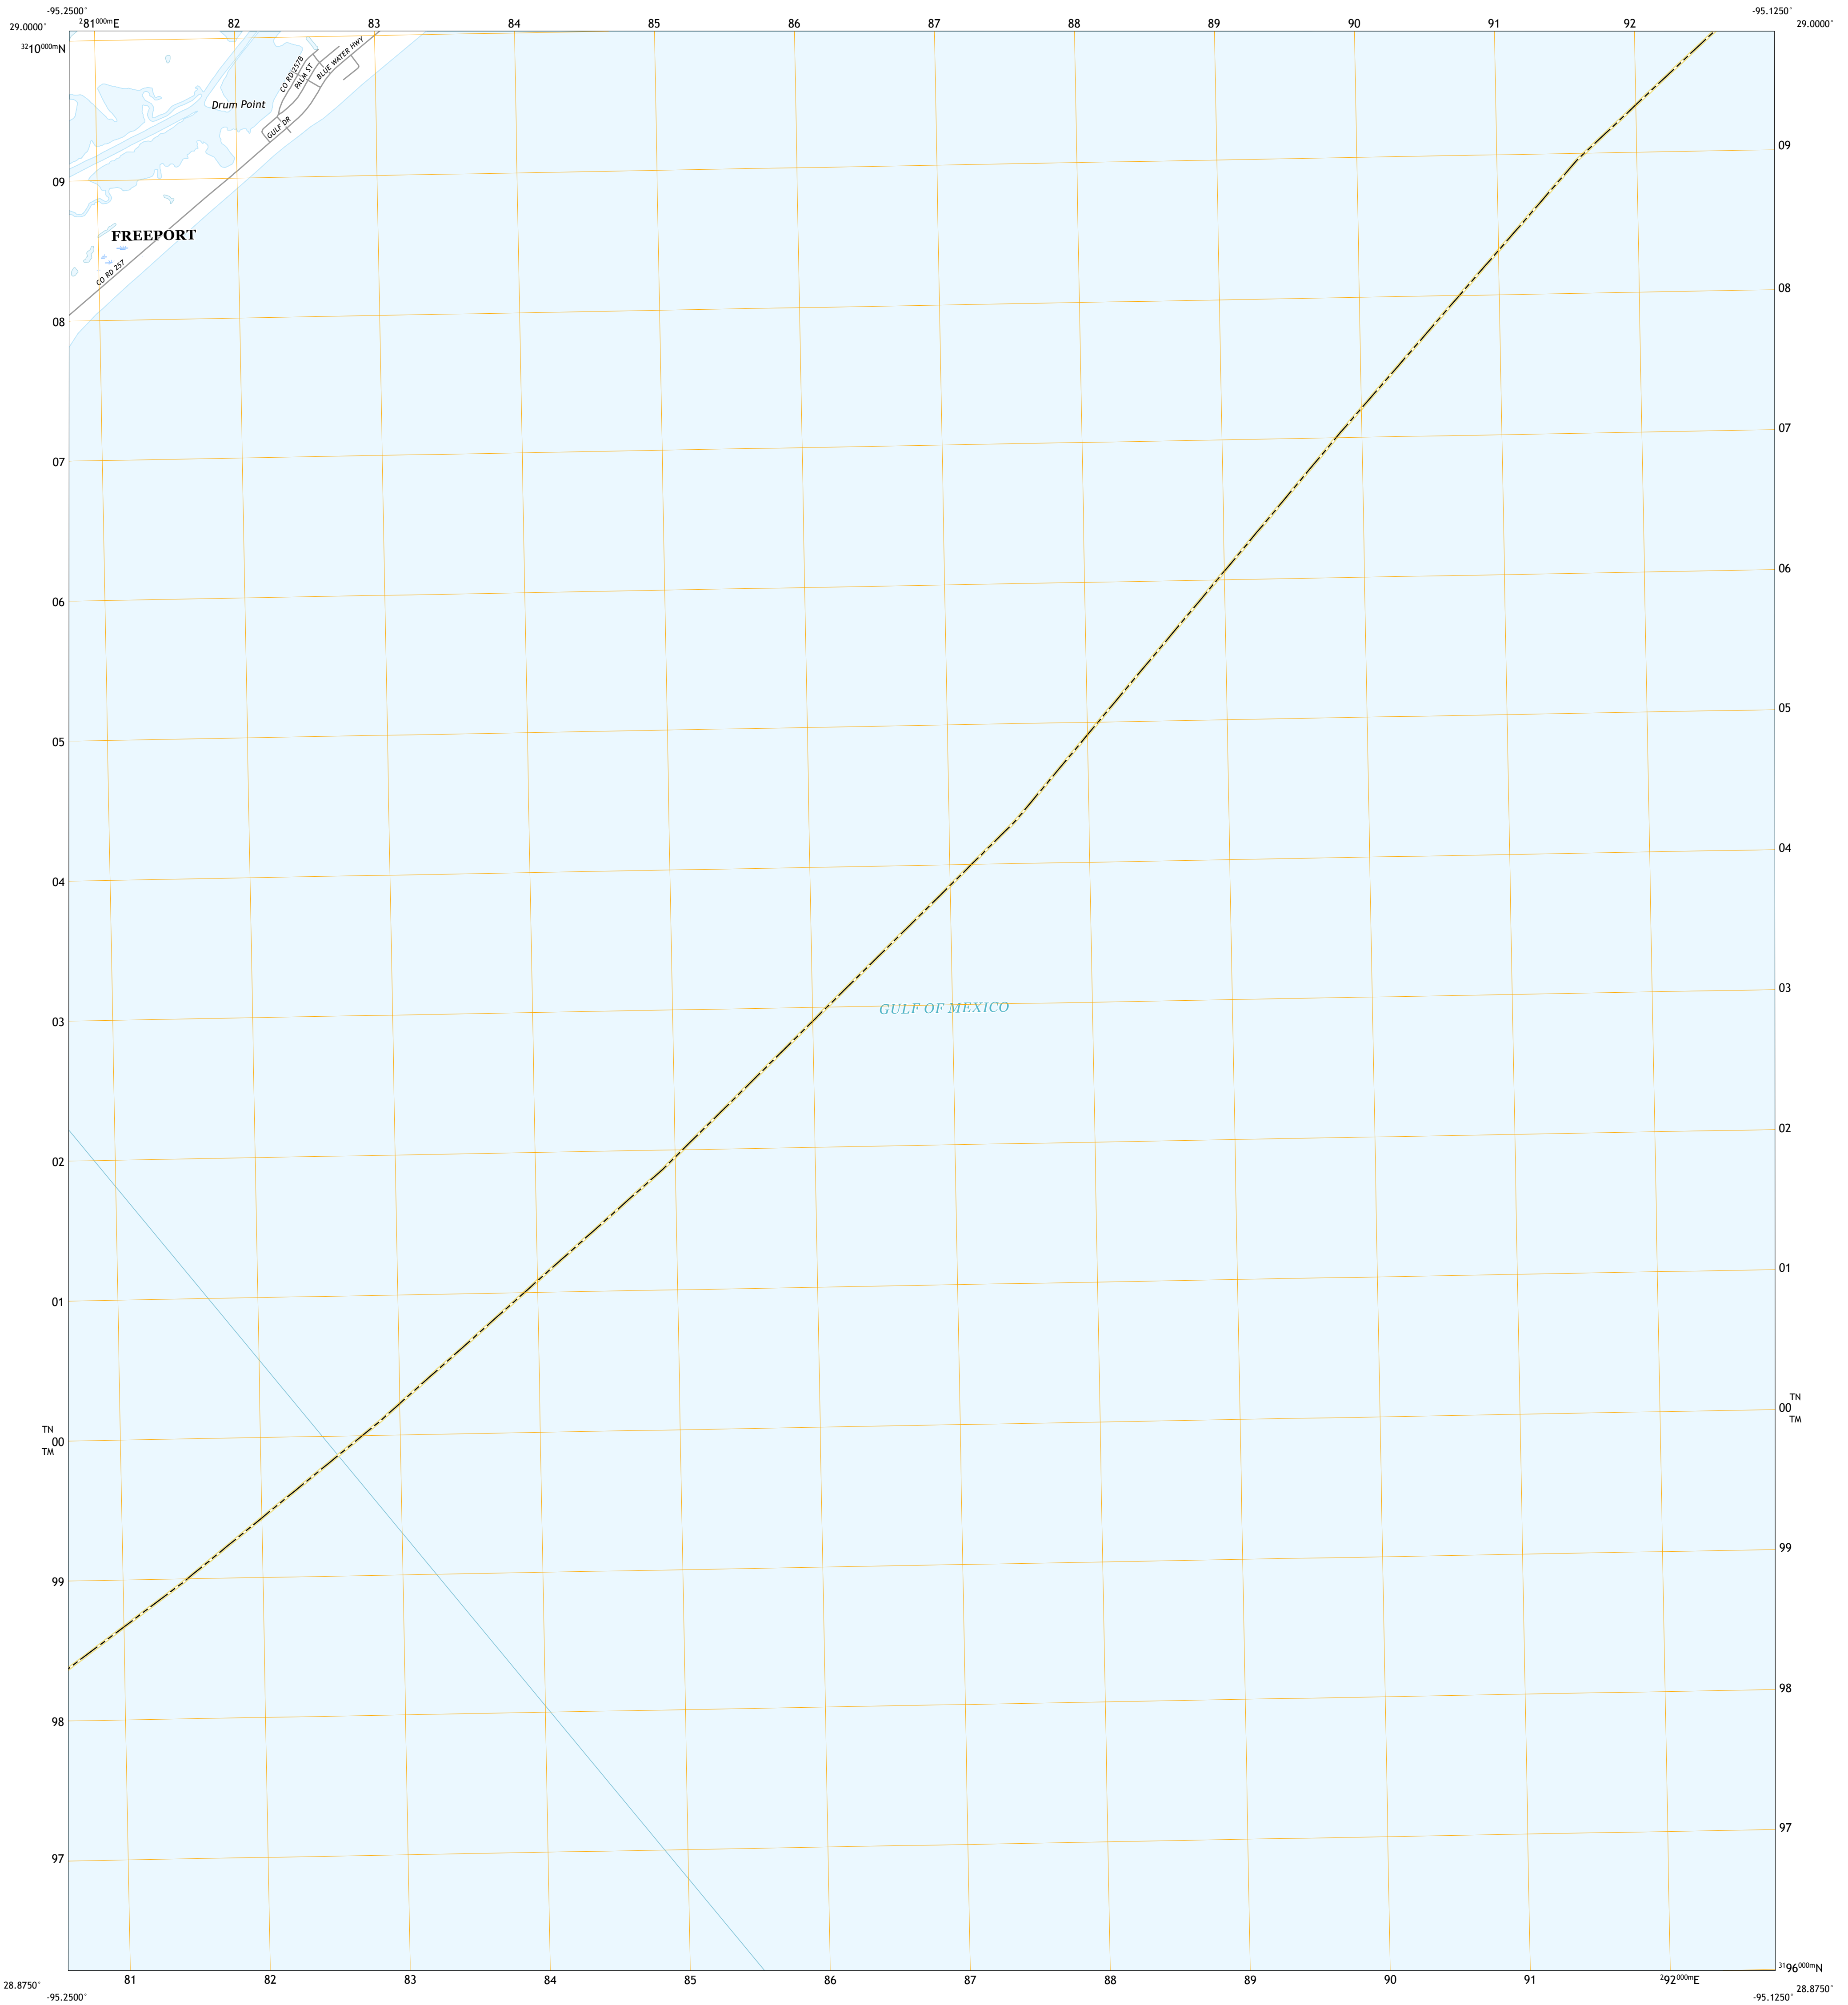 -95.2500° -95.1250°
29.0000° ²81⁰⁰⁰ᵐE 82 83 84 85 86 87 88 89 90 91 92 29.0000°
³²10⁰⁰⁰ᵐN
CO RD 257B
PALM ST
BLUE WATER HWY
Drum Point
GULF DR
09 09
FREEPORT
CO RD 257
08 08
07 07
06 06
05 05
04 04
03 03
GULF OF MEXICO
02 02
01 01
TN TN
00 00
TM TM
99 99
98 98
97 97
³¹96⁰⁰⁰ᵐN
28.8750° 81 82 83 84 85 86 87 88 89 90 91 ²92⁰⁰⁰ᵐE 28.8750°
-95.2500° -95.1250°